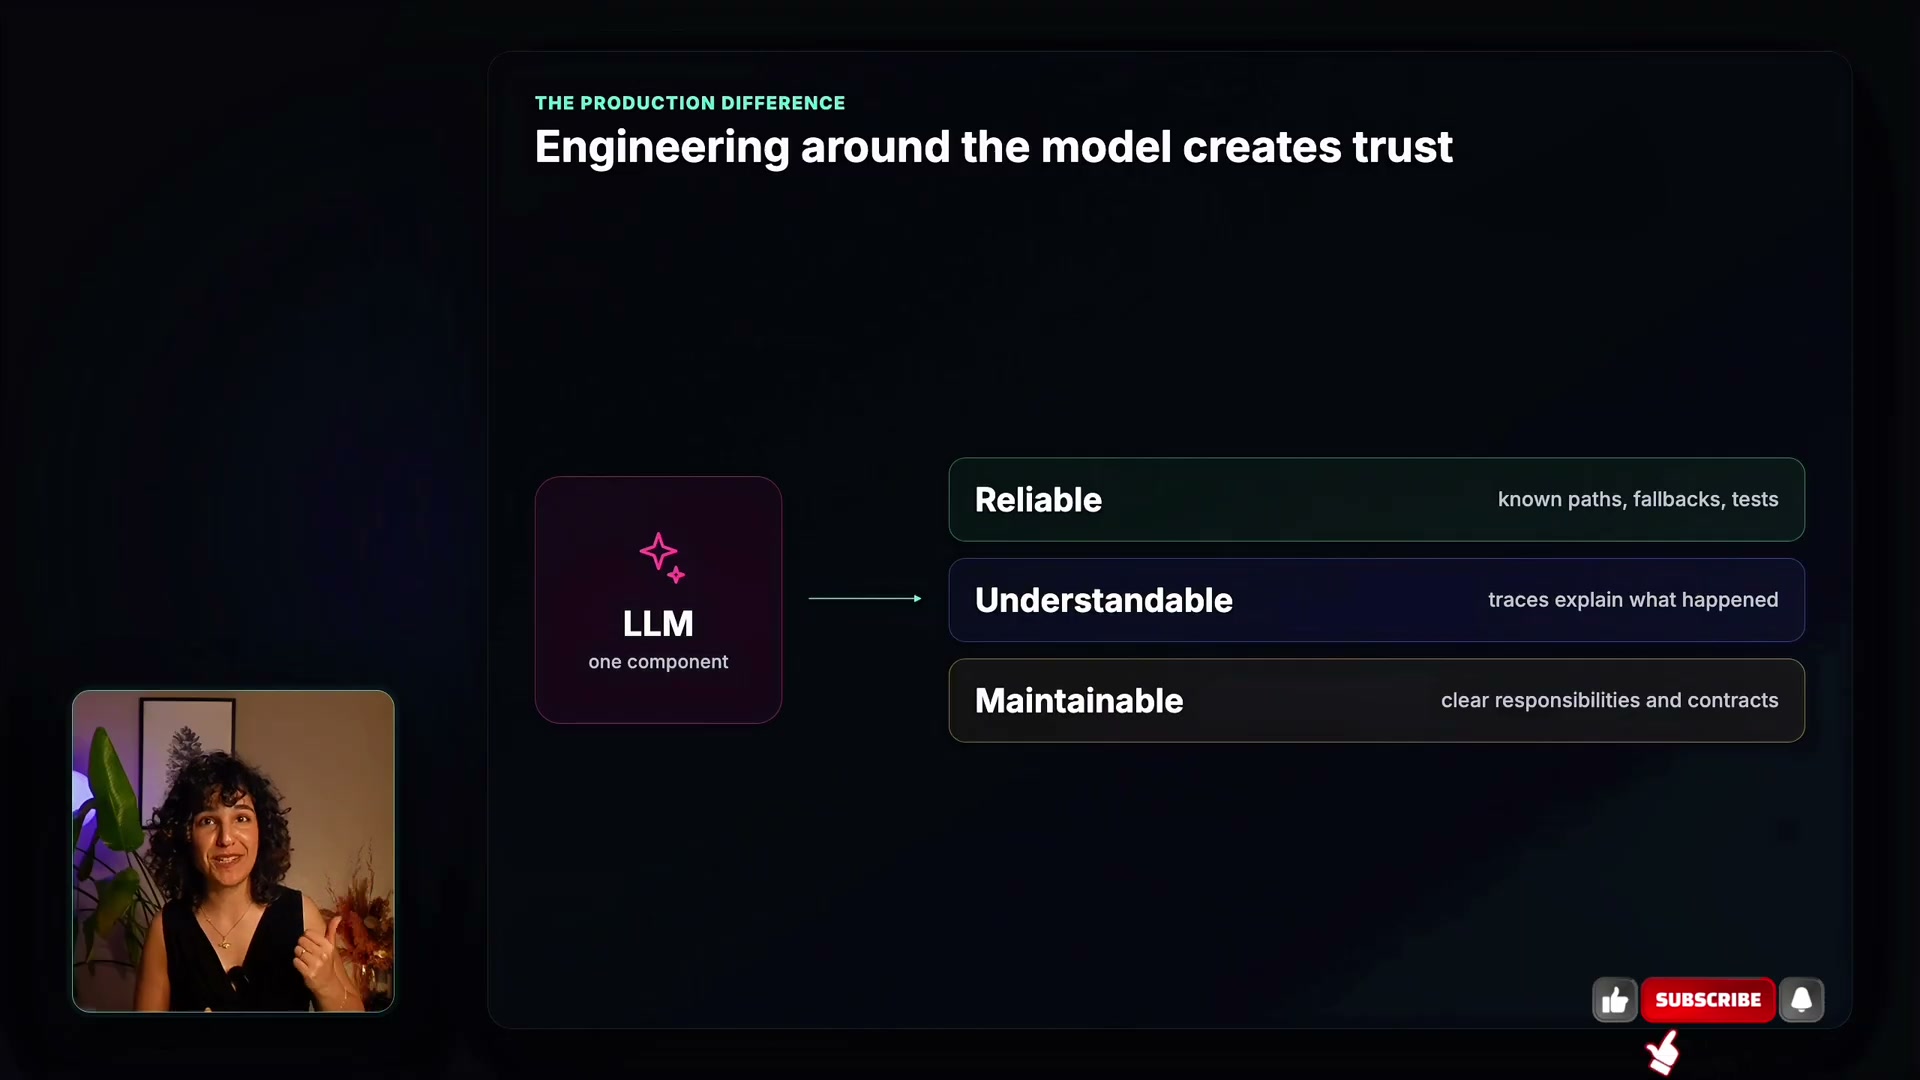 THE PRODUCTION DIFFERENCE
Engineering around the model creates trust
LLM
one component
Reliable
known paths, fallbacks, tests
Understandable
traces explain what happened
Maintainable
clear responsibilities and contracts
SUBSCRIBE